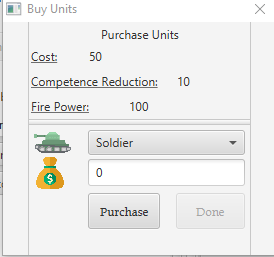 Buy Units
Purchase Units
Cost: 50
Competence Reduction: 10
Fire Power: 100
Soldier
$
0
Purchase Done